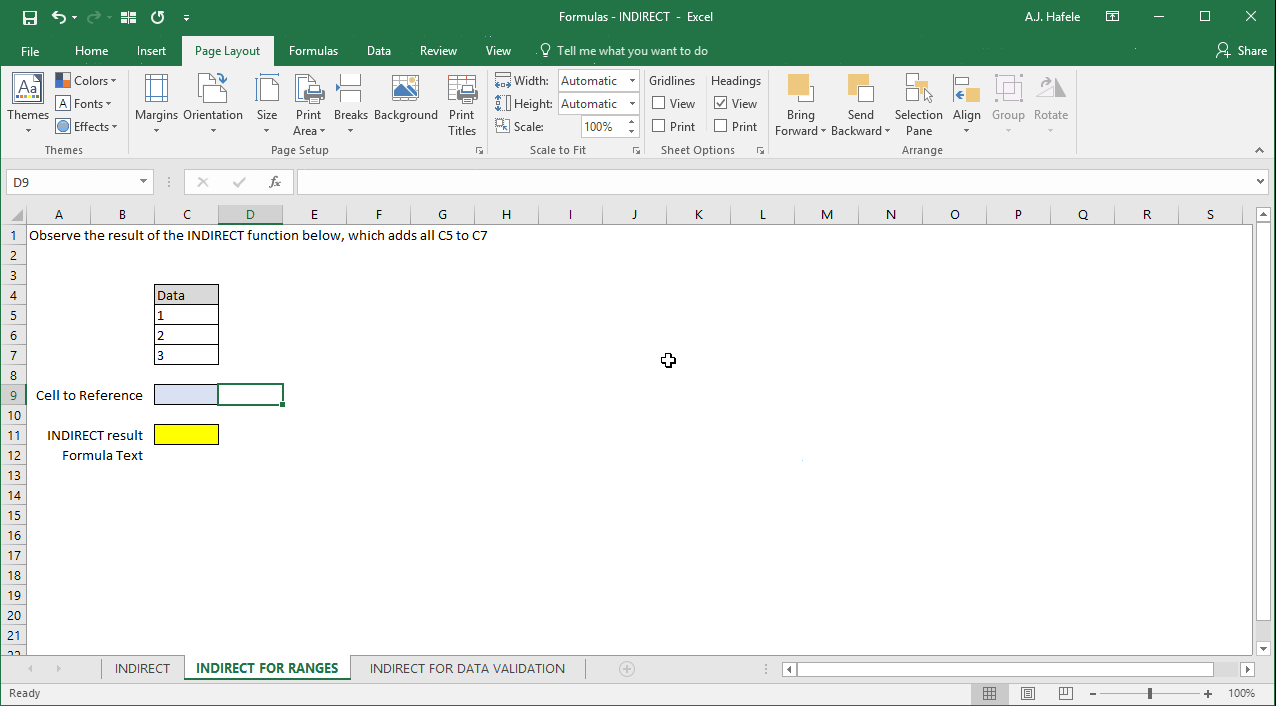 Formulas - INDIRECT - Excel
A.J. Hafele
File Home Insert Page Layout Formulas Data Review View Tell me what you want to do Share
Themes
Colors
Fonts
Effects
Themes
Margins Orientation Size Print Area Breaks Background Print Titles
Page Setup
Width: Automatic
Height: Automatic
Scale: 100%
Scale to Fit
Gridlines Headings
View View
Print Print
Sheet Options
Bring Forward Send Backward Selection Pane Align Group Rotate
Arrange
D9 fx
A B C D E F G H I J K L M N O P Q R S
1 Observe the result of the INDIRECT function below, which adds all C5 to C7
2
3
4 Data
5 1
6 2
7 3
8
9 Cell to Reference
10
11 INDIRECT result
12 Formula Text
13
14
15
16
17
18
19
20
21
22
INDIRECT INDIRECT FOR RANGES INDIRECT FOR DATA VALIDATION
Ready 100%